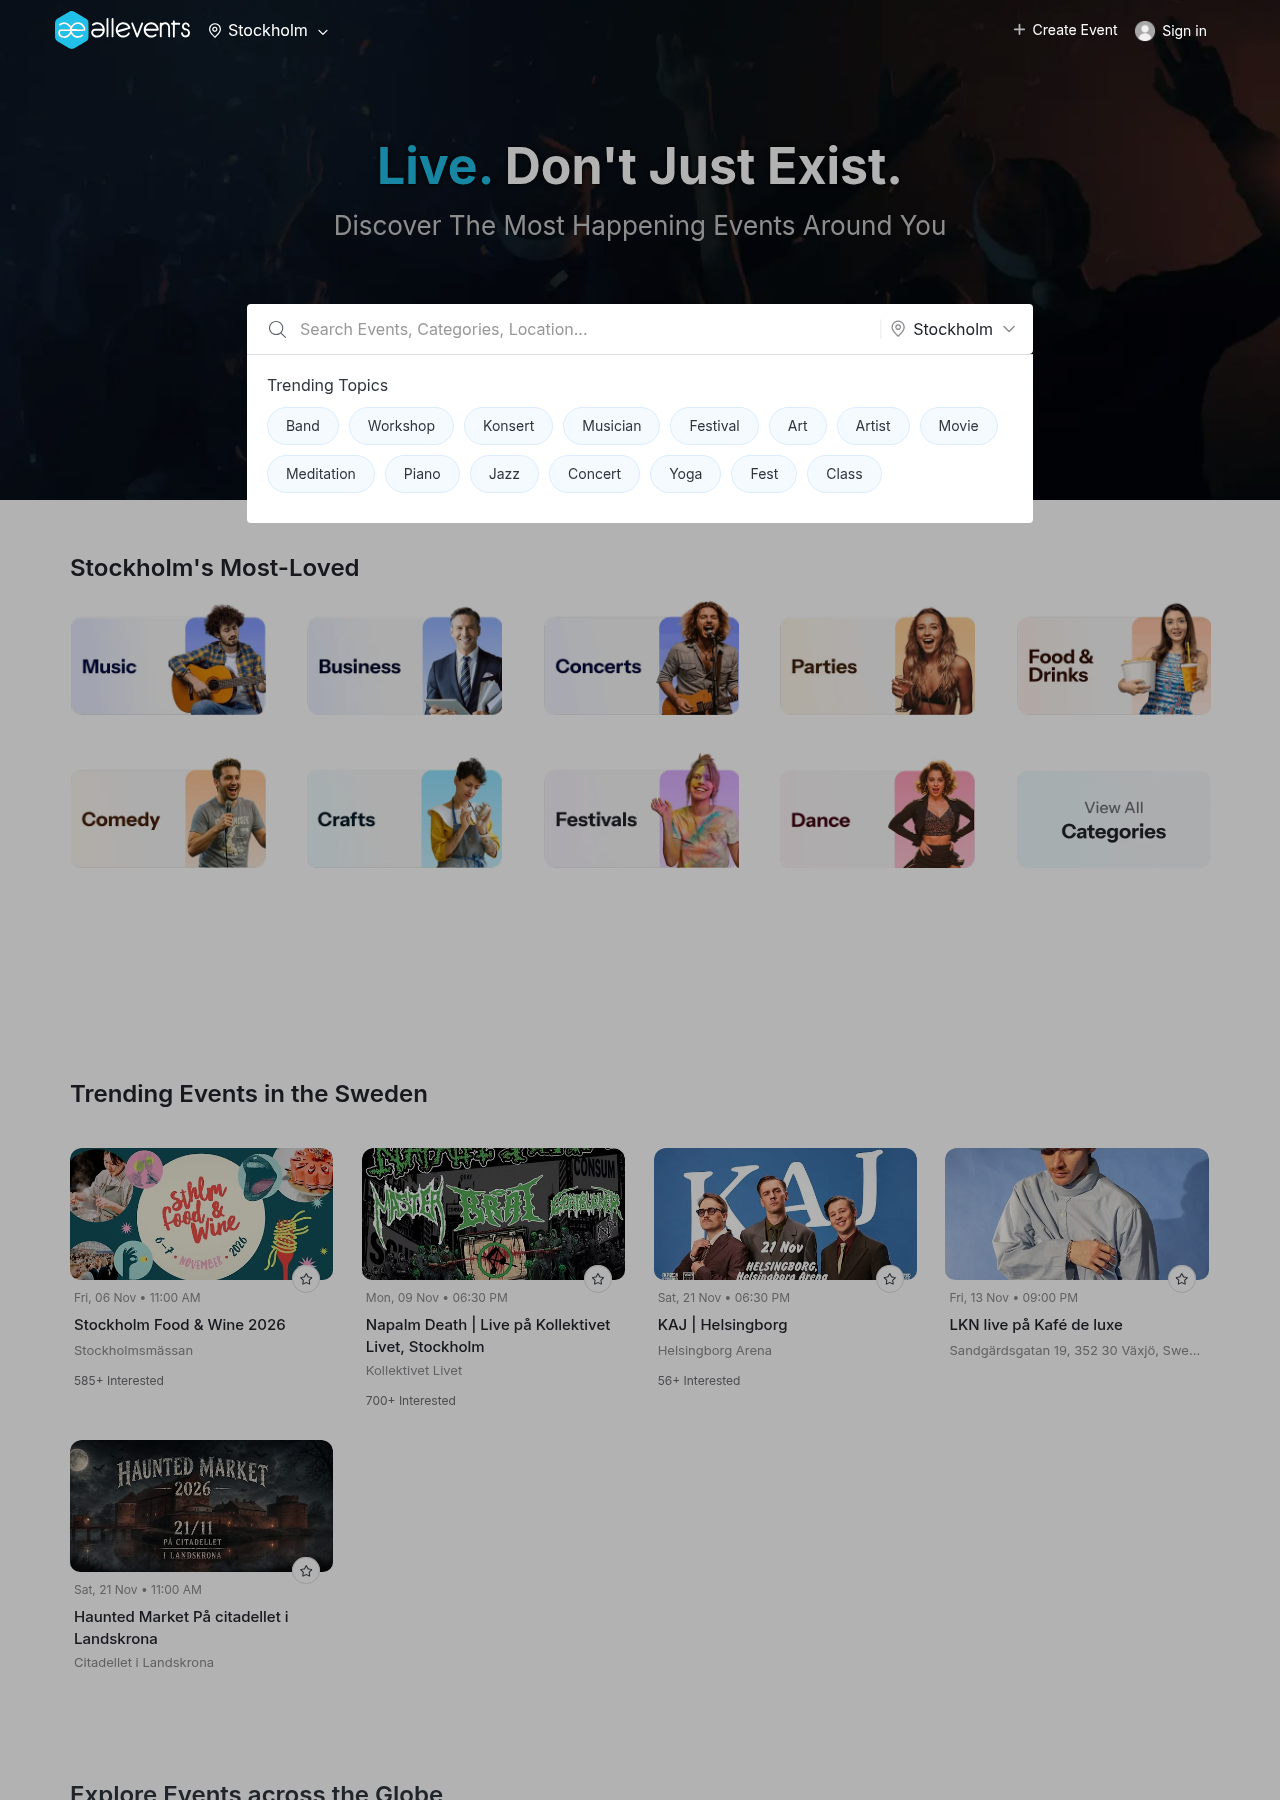 æallevents
Stockholm
Create Event
Sign in
Live. Don't Just Exist.
Discover The Most Happening Events Around You
Search Events, Categories, Location...
Stockholm
Trending Topics
Band
Workshop
Konsert
Musician
Festival
Art
Artist
Movie
Meditation
Piano
Jazz
Concert
Yoga
Fest
Class
Stockholm's Most-Loved
Music
Business
Concerts
Parties
Food &
Drinks
Comedy
Crafts
Festivals
Dance
View All
Categories
Trending Events in the Sweden
Sthlm
Food &
Wine
6–7 • NOVEMBER • 2026
Fri, 06 Nov • 11:00 AM
Stockholm Food & Wine 2026
Stockholmsmässan
585+ Interested
NAPALM DEATH
CONSUM
MASTER
BRAT
Mon, 09 Nov • 06:30 PM
Napalm Death | Live på Kollektivet
Livet, Stockholm
Kollektivet Livet
700+ Interested
KAJ
21 Nov
HELSINGBORG,
Helsingborg Arena
Sat, 21 Nov • 06:30 PM
KAJ | Helsingborg
Helsingborg Arena
56+ Interested
Fri, 13 Nov • 09:00 PM
LKN live på Kafé de luxe
Sandgärdsgatan 19, 352 30 Växjö, Swe...
HAUNTED MARKET
2026
21/11
PÅ CITADELLET
I LANDSKRONA
Sat, 21 Nov • 11:00 AM
Haunted Market På citadellet i
Landskrona
Citadellet i Landskrona
Explore Events across the Globe